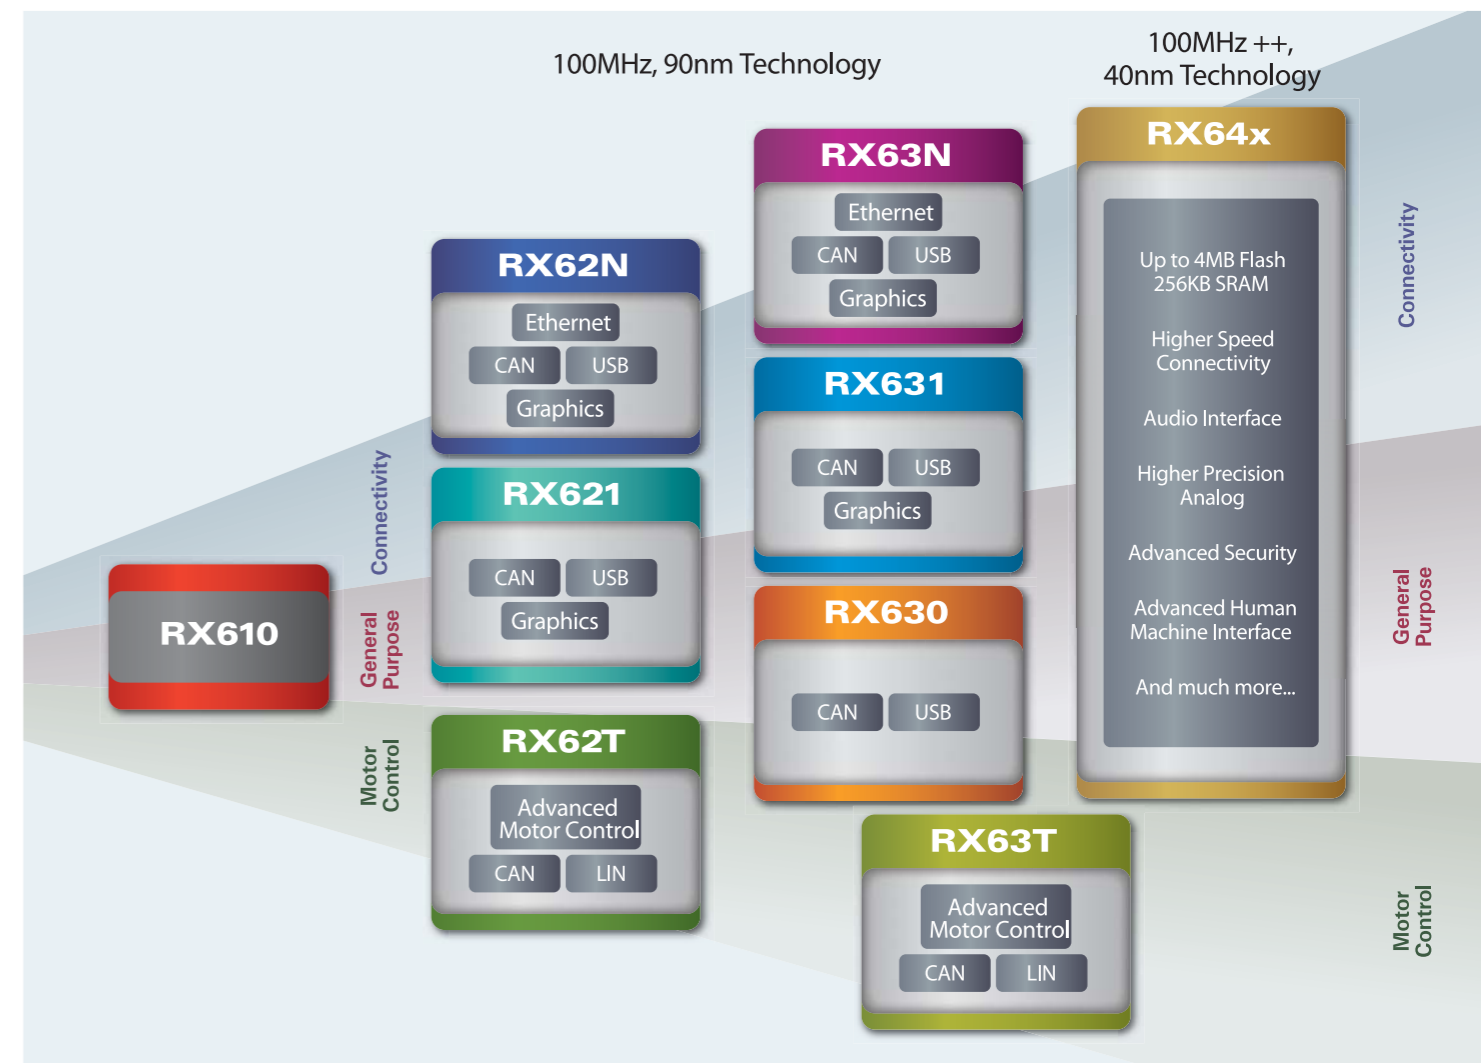 100MHz, 90nm Technology
100MHz ++,
40nm Technology
RX610
Connectivity
General
Purpose
Motor
Control
RX62N
Ethernet
CAN
USB
Graphics
RX621
CAN
USB
Graphics
RX62T
Advanced
Motor Control
CAN
LIN
RX63N
Ethernet
CAN
USB
Graphics
RX631
CAN
USB
Graphics
RX630
CAN
USB
RX63T
Advanced
Motor Control
CAN
LIN
RX64x
Up to 4MB Flash
256KB SRAM
Higher Speed
Connectivity
Audio Interface
Higher Precision
Analog
Advanced Security
Advanced Human
Machine Interface
And much more...
Connectivity
General
Purpose
Motor
Control